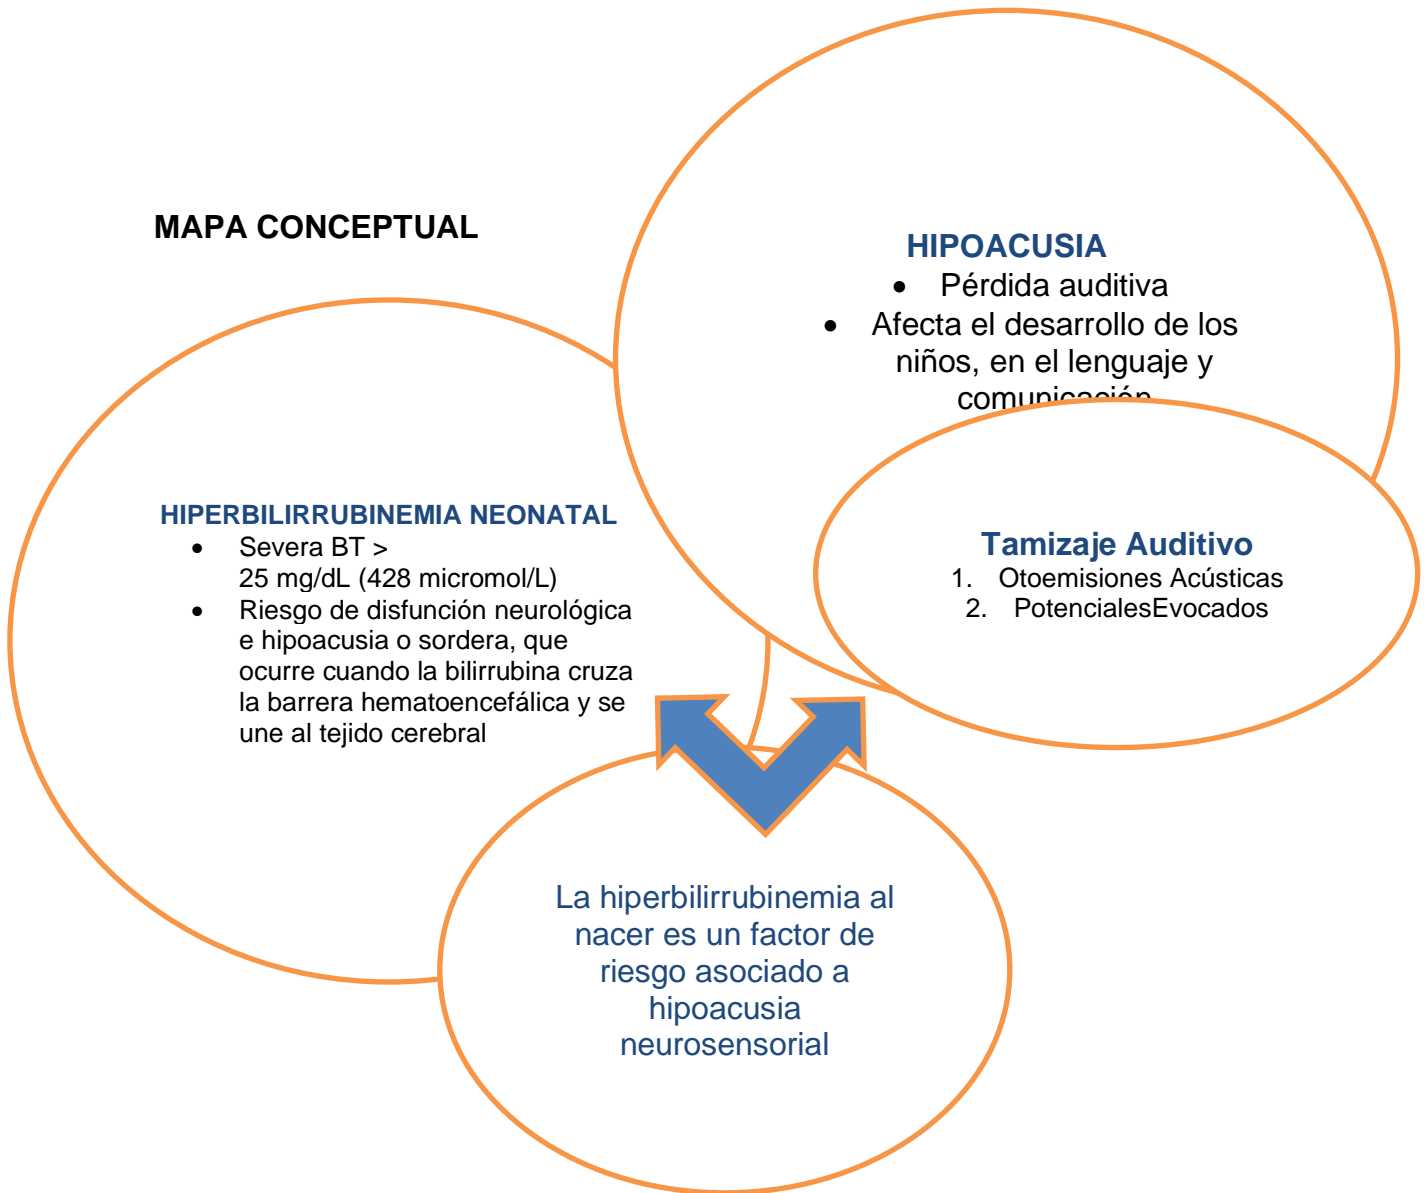 MAPA CONCEPTUAL
HIPOACUSIA
• Pérdida auditiva
• Afecta el desarrollo de los
niños, en el lenguaje y
comunicación
Tamizaje Auditivo
1. Otoemisiones Acústicas
2. PotencialesEvocados
HIPERBILIRRUBINEMIA NEONATAL
• Severa BT >
25 mg/dL (428 micromol/L)
• Riesgo de disfunción neurológica
e hipoacusia o sordera, que
ocurre cuando la bilirrubina cruza
la barrera hematoencefálica y se
une al tejido cerebral
La hiperbilirrubinemia al
nacer es un factor de
riesgo asociado a
hipoacusia
neurosensorial